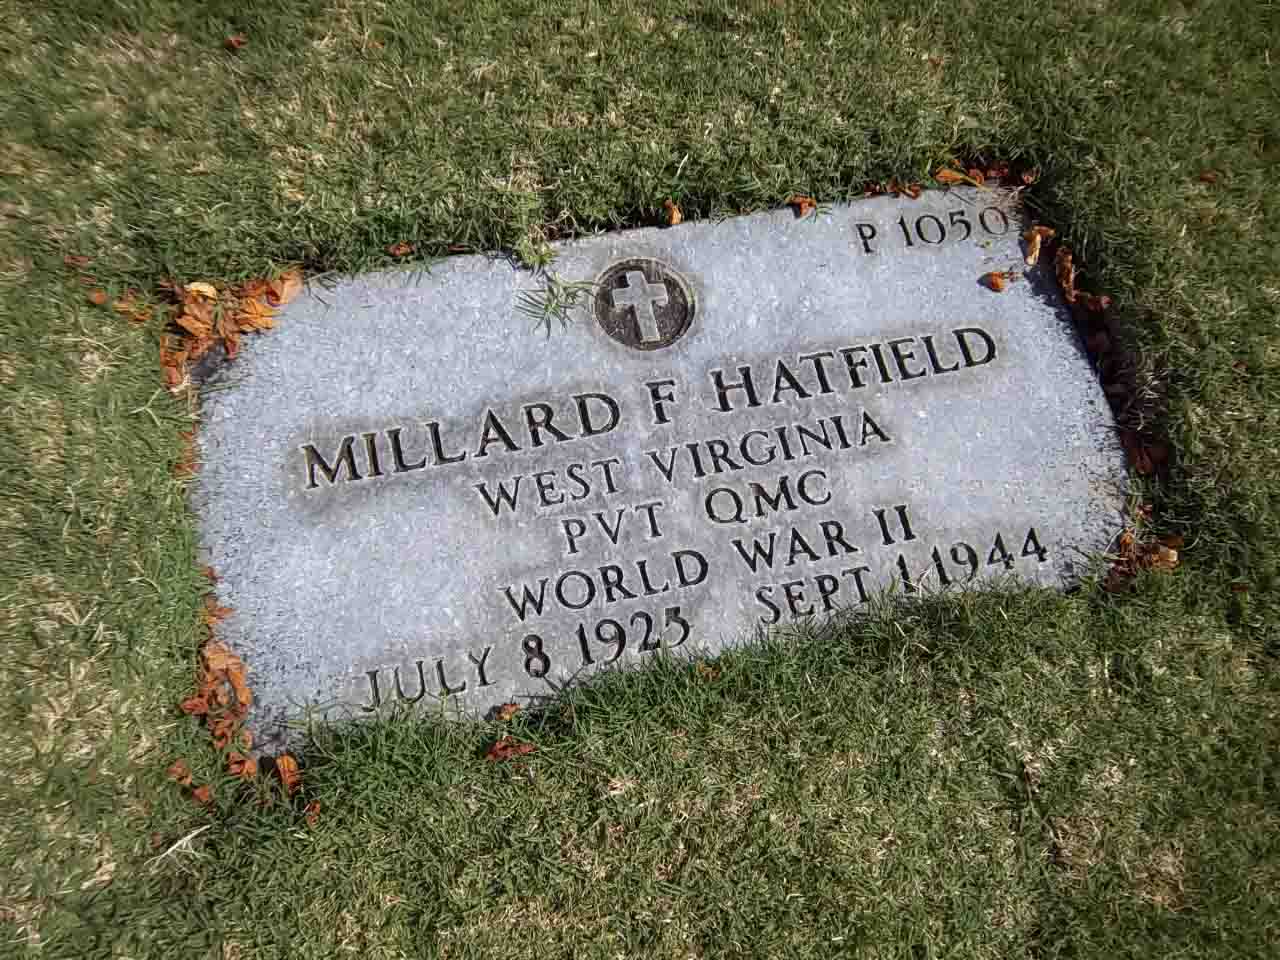 P 1050
MILLARD F HATFIELD
WEST VIRGINIA
PVT QMC
WORLD WAR II
JULY 8 1925 SEPT 1 1944